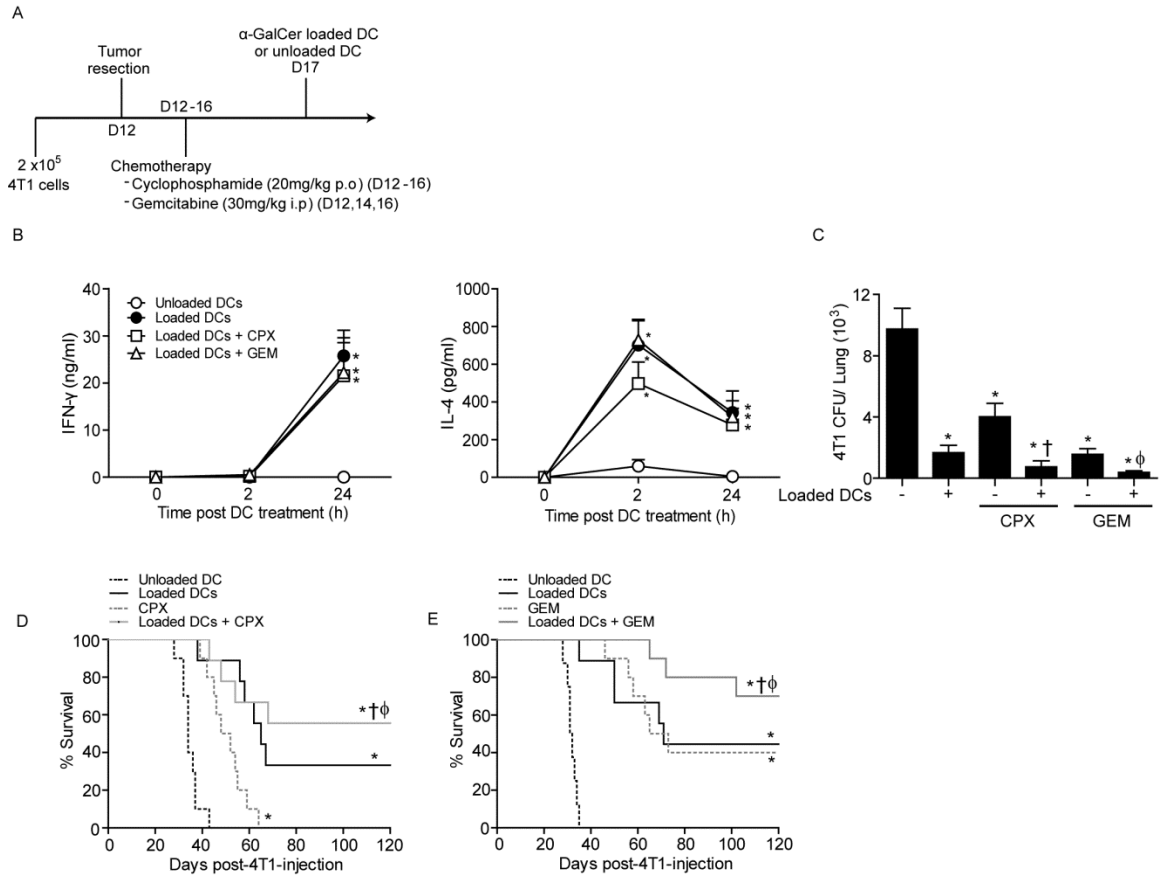 A
α-GalCer loaded DC
or unloaded DC
D17
Tumor
resection
D12-16
D12
2 x10⁵
4T1 cells
Chemotherapy
- Cyclophosphamide (20mg/kg p.o) (D12-16)
- Gemcitabine (30mg/kg i.p) (D12,14,16)
B
IFN-γ (ng/ml)
40
30
20
10
0
Unloaded DCs
Loaded DCs
Loaded DCs + CPX
Loaded DCs + GEM
*
*
*
0 2 24
Time post DC treatment (h)
IL-4 (pg/ml)
1000
800
600
400
200
0
*
*
*
*
*
*
0 2 24
Time post DC treatment (h)
C
4T1 CFU/ Lung (10³)
12
8
4
0
*
*
* †
*
* ϕ
Loaded DCs - + - + - +
CPX GEM
D
Unloaded DC
Loaded DCs
CPX
Loaded DCs + CPX
% Survival
100
80
60
40
20
0
*†ϕ
*
*
0 20 40 60 80 100 120
Days post-4T1-injection
E
Unloaded DC
Loaded DCs
GEM
Loaded DCs + GEM
% Survival
100
80
60
40
20
0
*†ϕ
*
*
0 20 40 60 80 100 120
Days post-4T1-injection